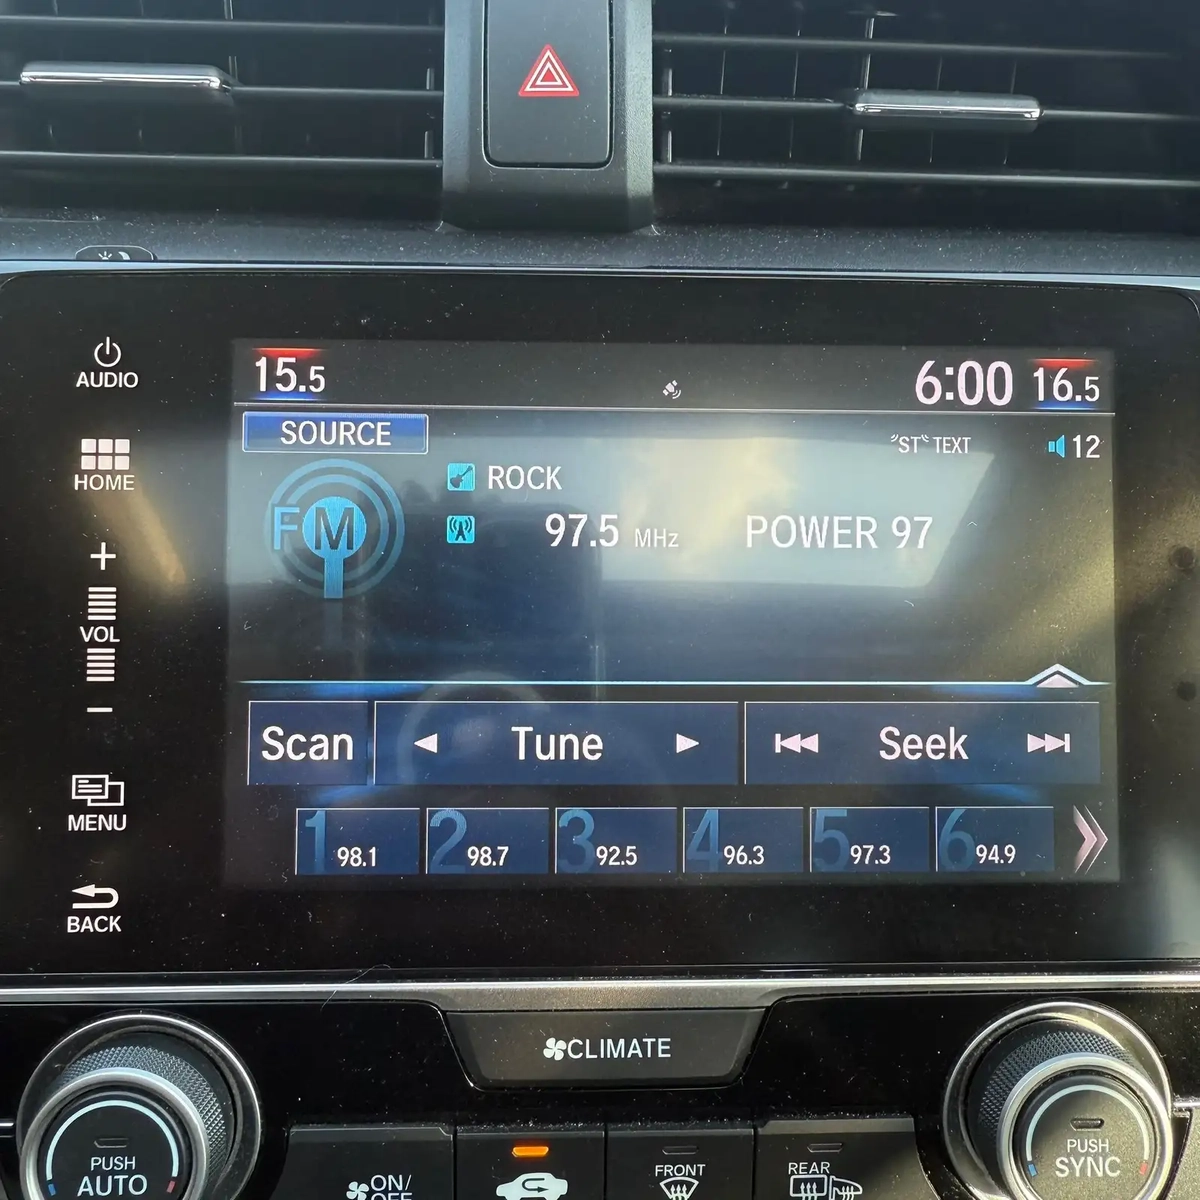 AUDIO
15.5
6:00 16.5
SOURCE
"ST" TEXT
12
HOME
FM
ROCK
97.5 MHz
POWER 97
+
VOL
−
Scan
Tune
Seek
MENU
1 98.1
2 98.7
3 92.5
4 96.3
5 97.3
6 94.9
BACK
CLIMATE
PUSH
AUTO
ON/
OFF
FRONT
REAR
PUSH
SYNC